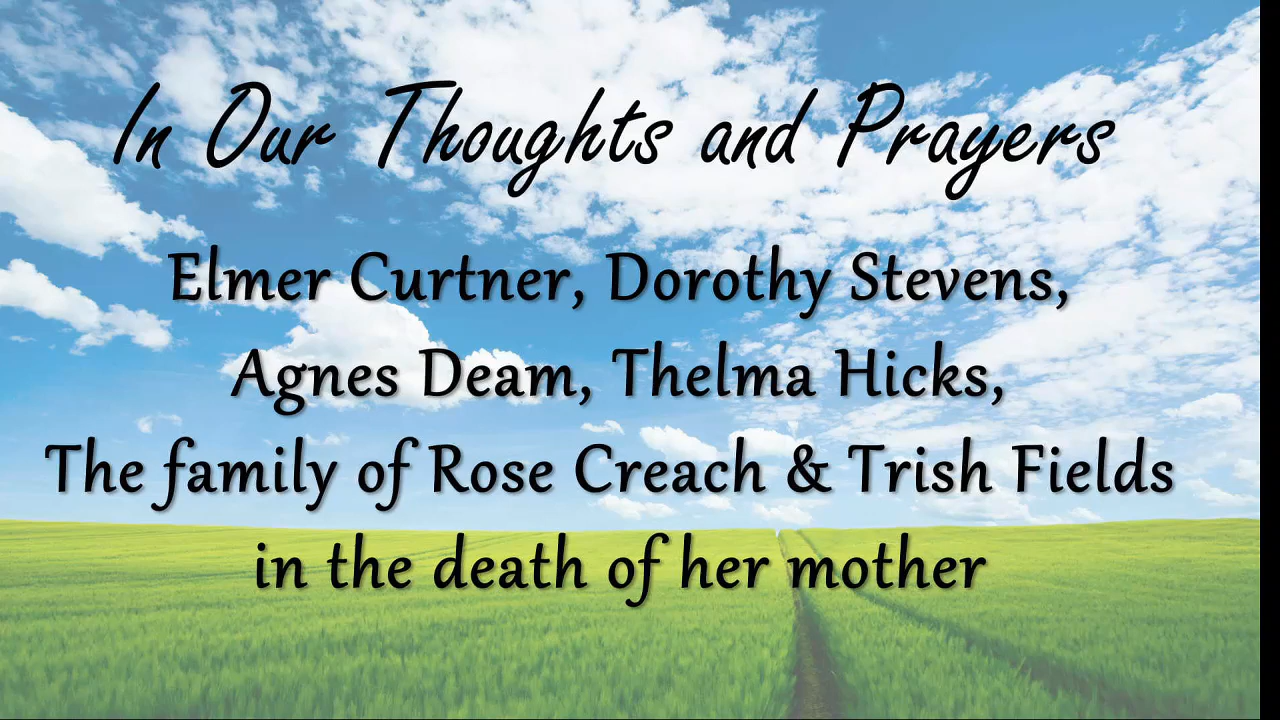 In Our Thoughts and Prayers
Elmer Curtner, Dorothy Stevens,
Agnes Deam, Thelma Hicks,
The family of Rose Creach & Trish Fields
in the death of her mother